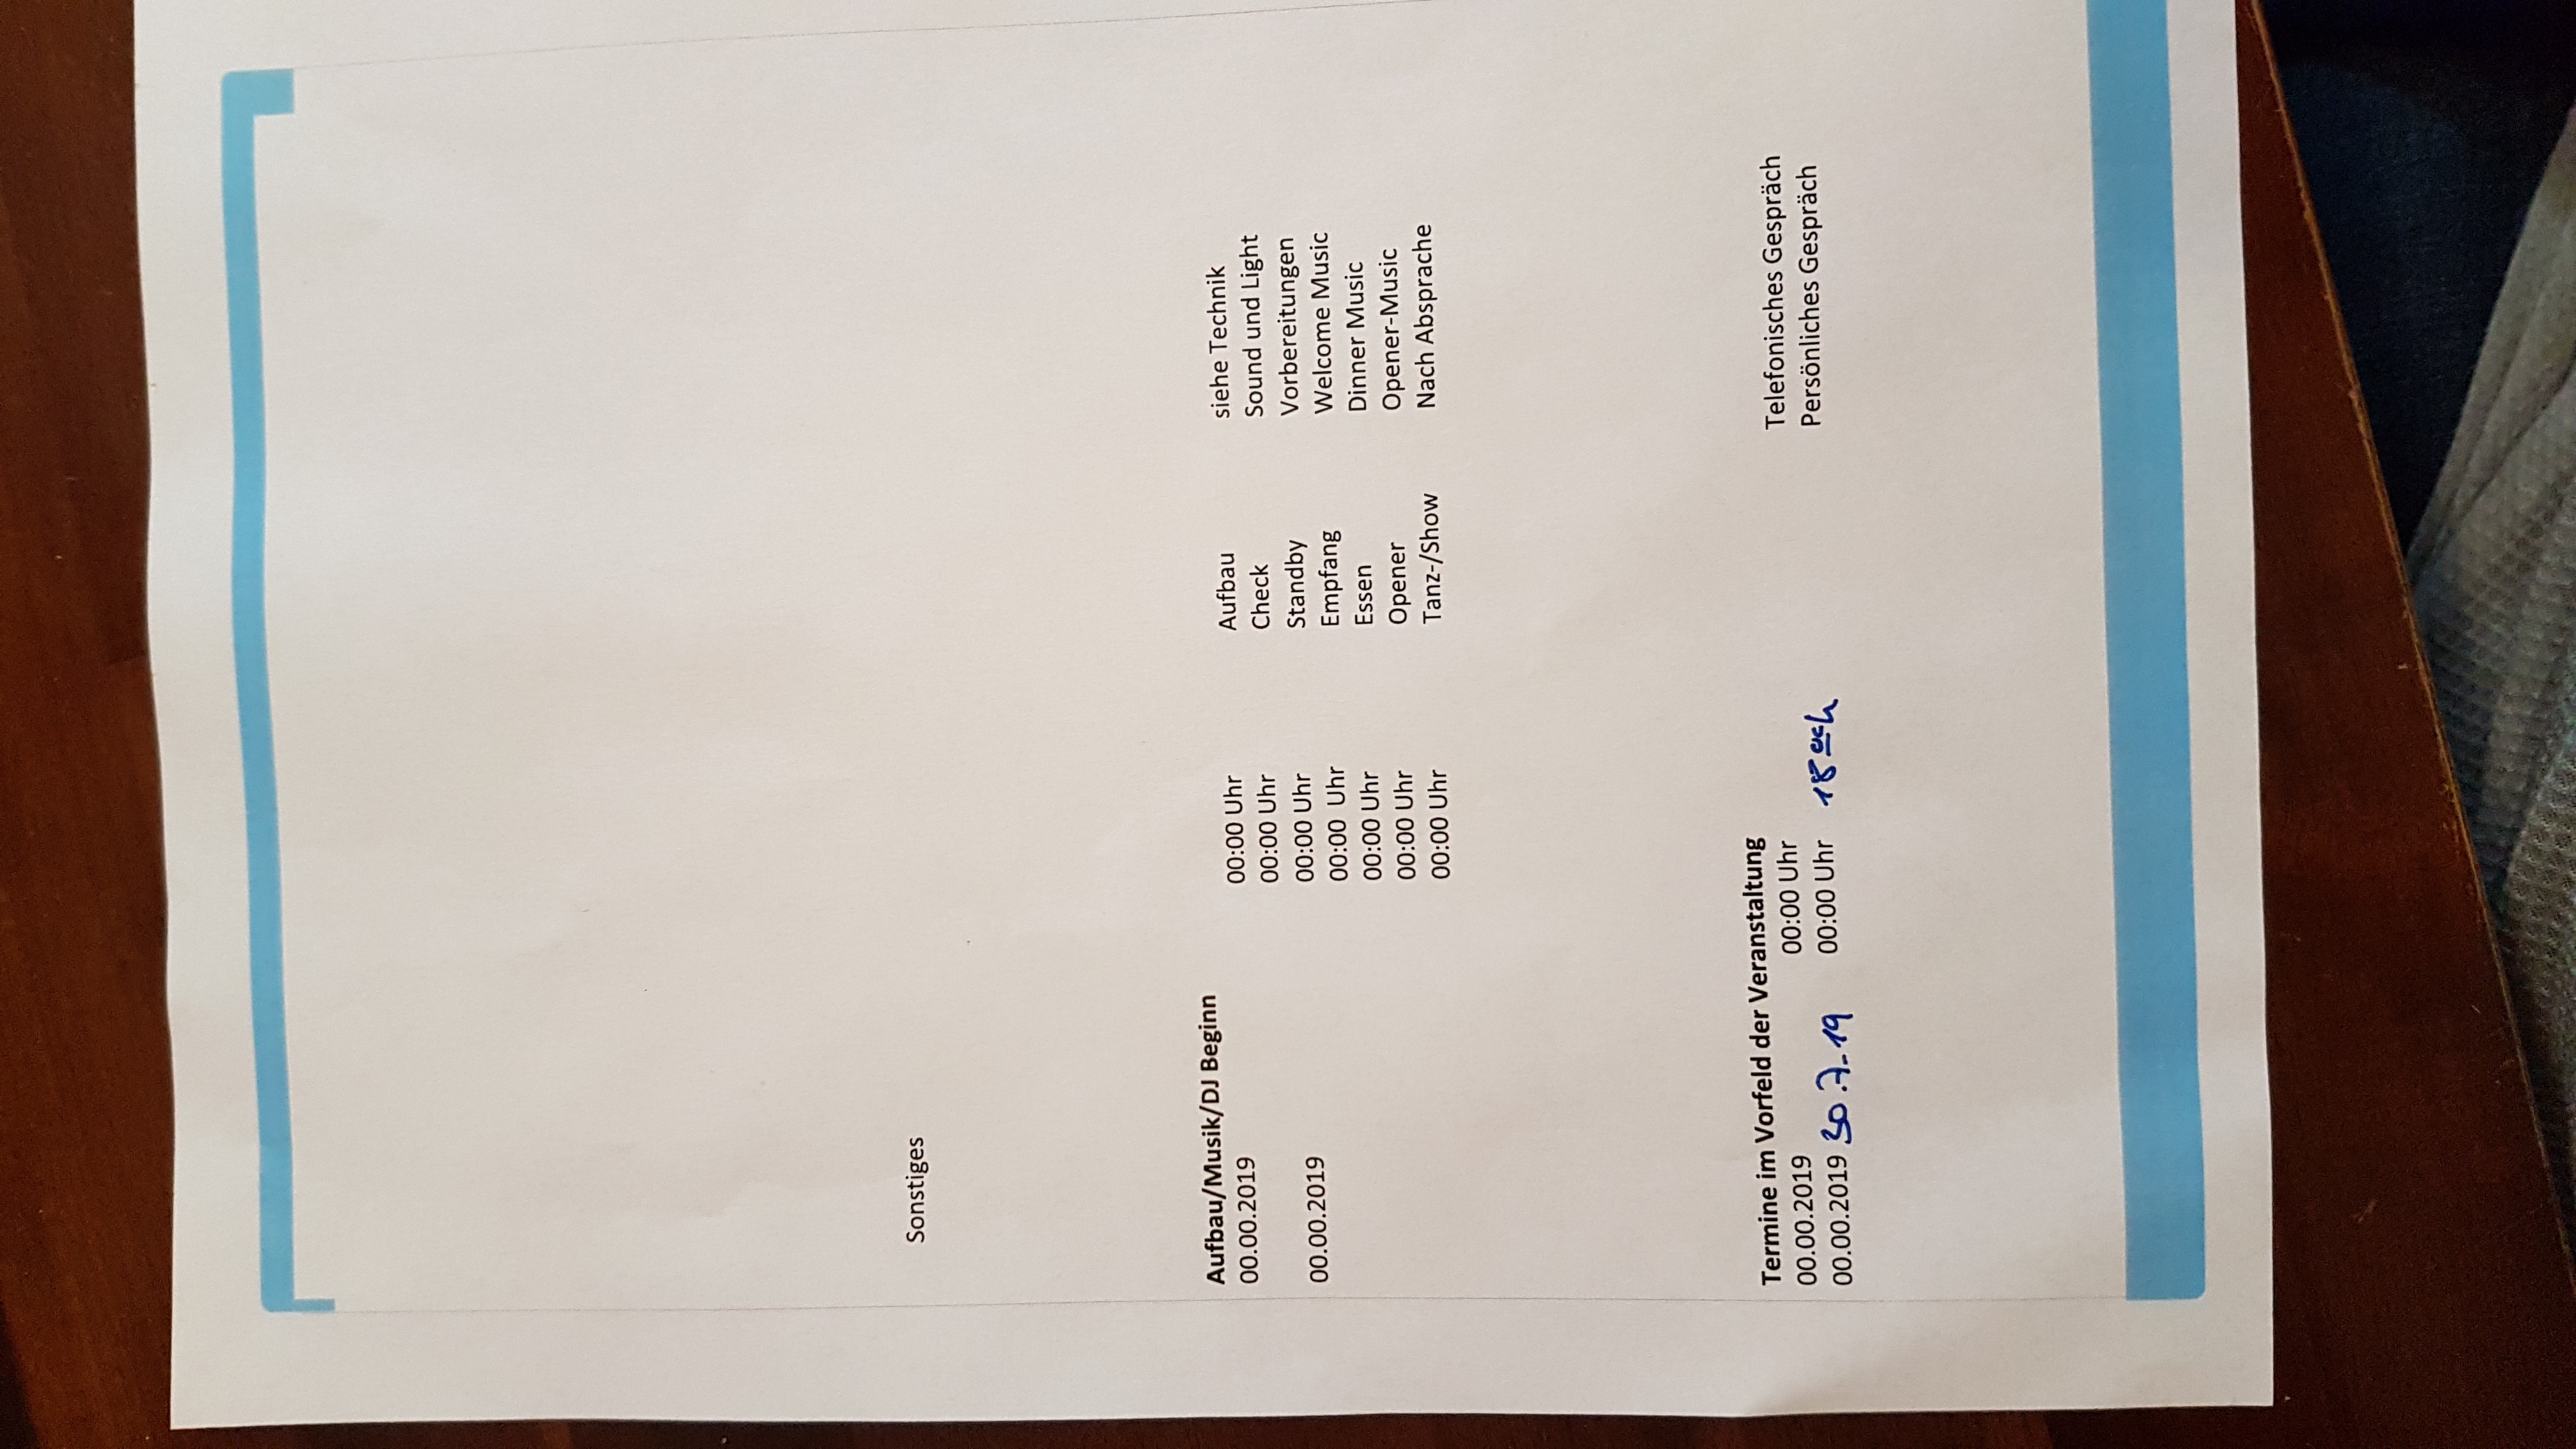 Sonstiges
Aufbau/Musik/DJ Beginn
00.00.2019 00:00 Uhr Aufbau siehe Technik
00:00 Uhr Check Sound und Light
00.00.2019 00:00 Uhr Standby Vorbereitungen
00:00 Uhr Empfang Welcome Music
00:00 Uhr Essen Dinner Music
00:00 Uhr Opener Opener-Music
00:00 Uhr Tanz-/Show Nach Absprache
Termine im Vorfeld der Veranstaltung
00.00.2019 00:00 Uhr Telefonisches Gespräch
00.00.2019 30.7.19 00:00 Uhr 18 00h Persönliches Gespräch